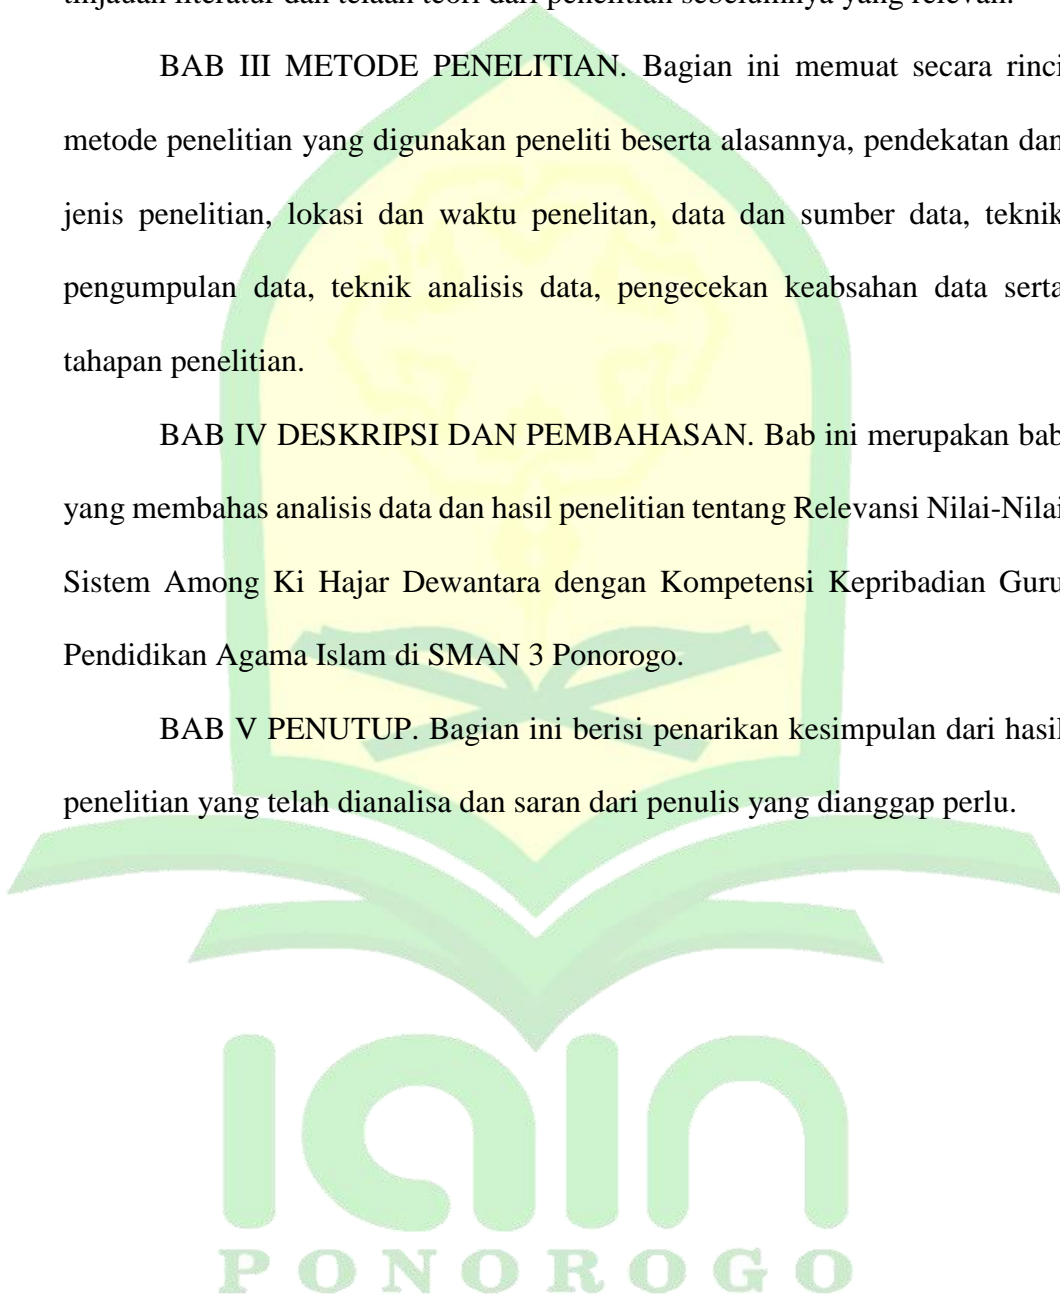 tinjauan literatur dan telaah teori dari penelitian sebelumnya yang relevan.
BAB III METODE PENELITIAN. Bagian ini memuat secara rinci
metode penelitian yang digunakan peneliti beserta alasannya, pendekatan dan
jenis penelitian, lokasi dan waktu penelitan, data dan sumber data, teknik
pengumpulan data, teknik analisis data, pengecekan keabsahan data serta
tahapan penelitian.
BAB IV DESKRIPSI DAN PEMBAHASAN. Bab ini merupakan bab
yang membahas analisis data dan hasil penelitian tentang Relevansi Nilai-Nilai
Sistem Among Ki Hajar Dewantara dengan Kompetensi Kepribadian Guru
Pendidikan Agama Islam di SMAN 3 Ponorogo.
BAB V PENUTUP. Bagian ini berisi penarikan kesimpulan dari hasil
penelitian yang telah dianalisa dan saran dari penulis yang dianggap perlu.
IAIN
PONOROGO